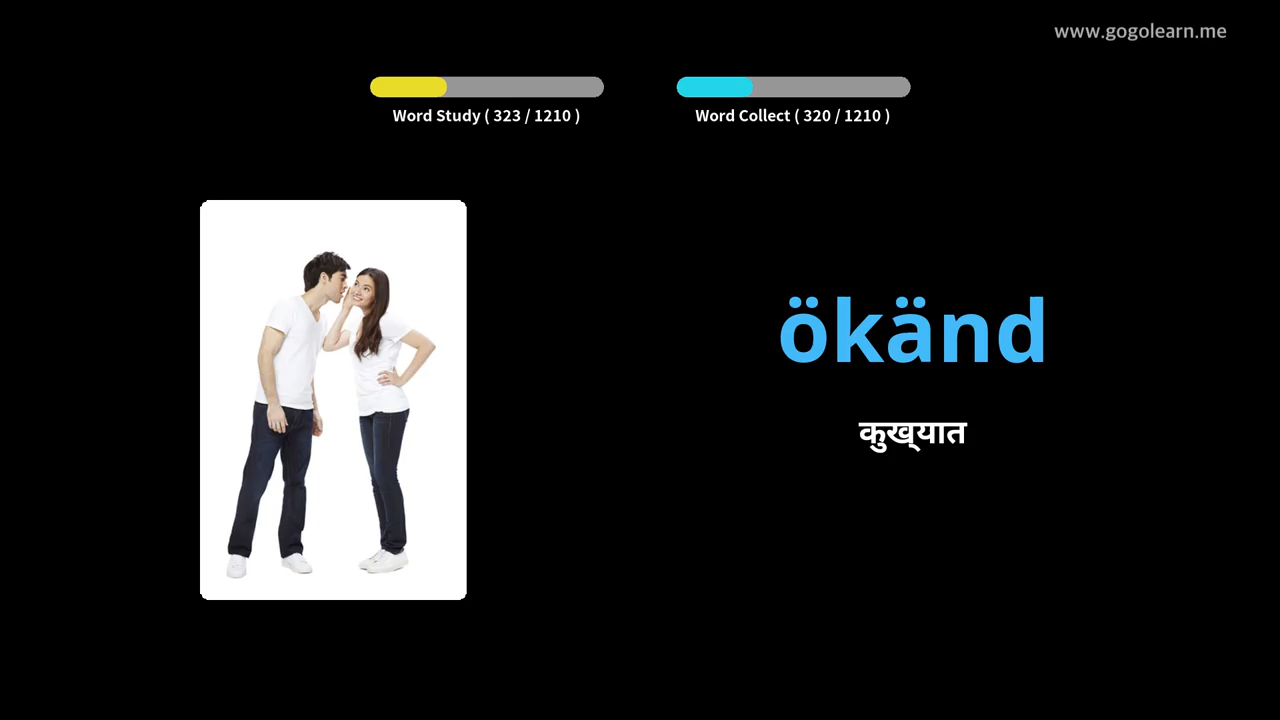 www.gogolearn.me
Word Study ( 323 / 1210 )
Word Collect ( 320 / 1210 )
ökänd
कुख्यात